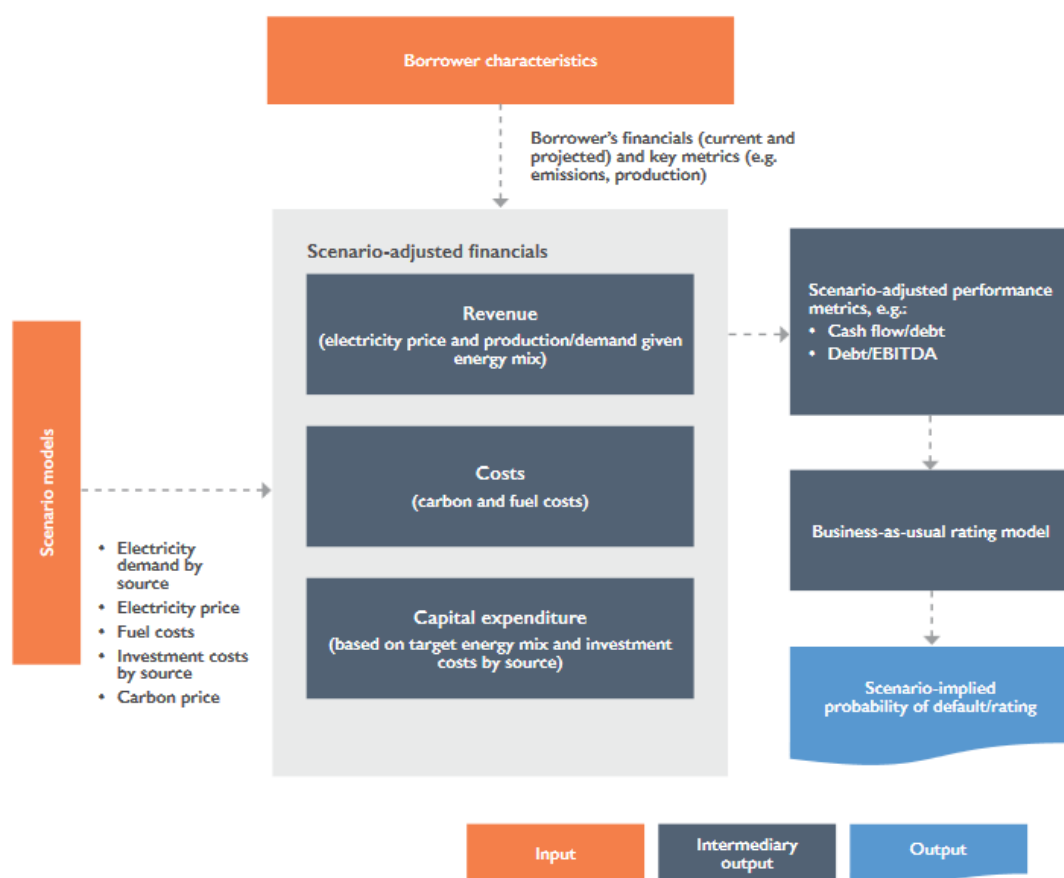 Borrower characteristics
Borrower's financials (current and
projected) and key metrics (e.g.
emissions, production)
Scenario models
• Electricity
demand by
source
• Electricity price
• Fuel costs
• Investment costs
by source
• Carbon price
Scenario-adjusted financials
Revenue
(electricity price and production/demand given
energy mix)
Costs
(carbon and fuel costs)
Capital expenditure
(based on target energy mix and investment
costs by source)
Scenario-adjusted performance
metrics, e.g.:
• Cash flow/debt
• Debt/EBITDA
Business-as-usual rating model
Scenario-implied
probability of default/rating
Input
Intermediary
output
Output